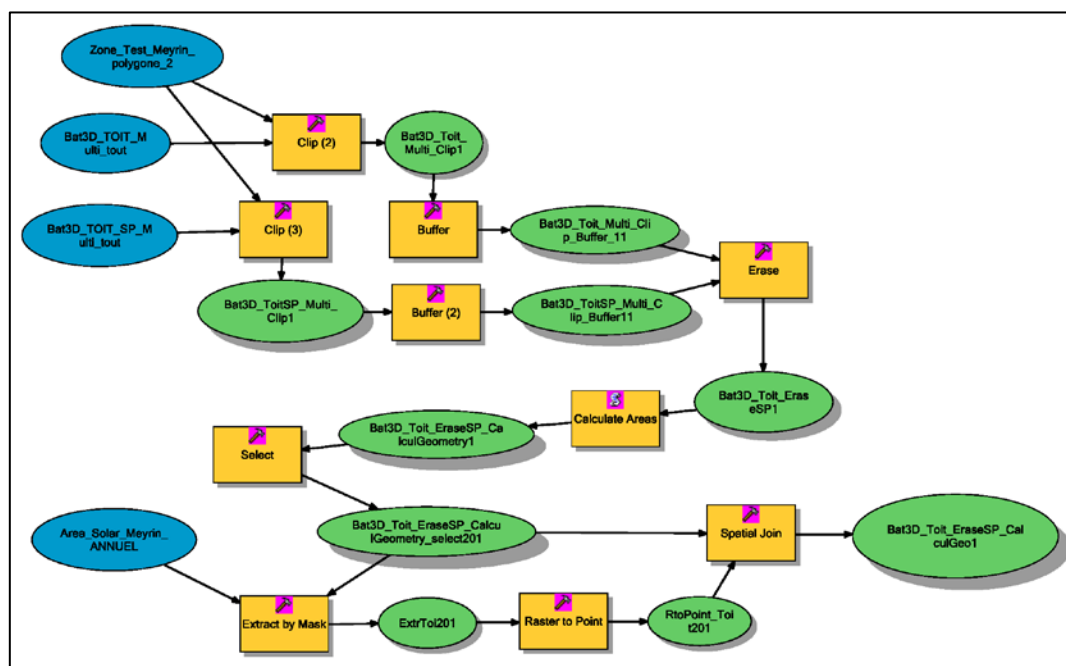 Zone_Test_Meyrin_
polygone_2
Bat3D_TOIT_M
ulti_tout
Clip (2)
Bat3D_Toit_
Multi_Clip1
Bat3D_TOIT_SP_M
ulti_tout
Clip (3)
Buffer
Bat3D_Toit_Multi_Cli
p_Buffer_11
Erase
Bat3D_ToitSP_Multi_
Clip1
Buffer (2)
Bat3D_ToitSP_Multi_C
lip_Buffer11
Bat3D_Toit_Eras
eSP1
Calculate Areas
Bat3D_Toit_EraseSP_Ca
lculGeometry1
Select
Area_Solar_Meyrin_
ANNUEL
Bat3D_Toit_EraseSP_Calcu
lGeometry_select201
Spatial Join
Bat3D_Toit_EraseSP_Cal
culGeo1
Extract by Mask
ExtrToi201
Raster to Point
RtoPoint_Toi
t201